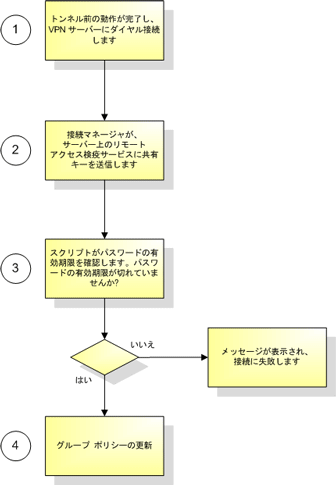 1
トンネル前の動作が完了し、
VPN サーバーにダイヤル接続
します
2
接続マネージャが、
サーバー上のリモート
アクセス検疫サービスに共有
キーを送信します
3
スクリプトがパスワードの有
効期限を確認します。パスワ
ードの有効期限が切れていま
せんか?
いいえ
メッセージが表示され、
接続に失敗します
はい
4
グループ ポリシーの更新